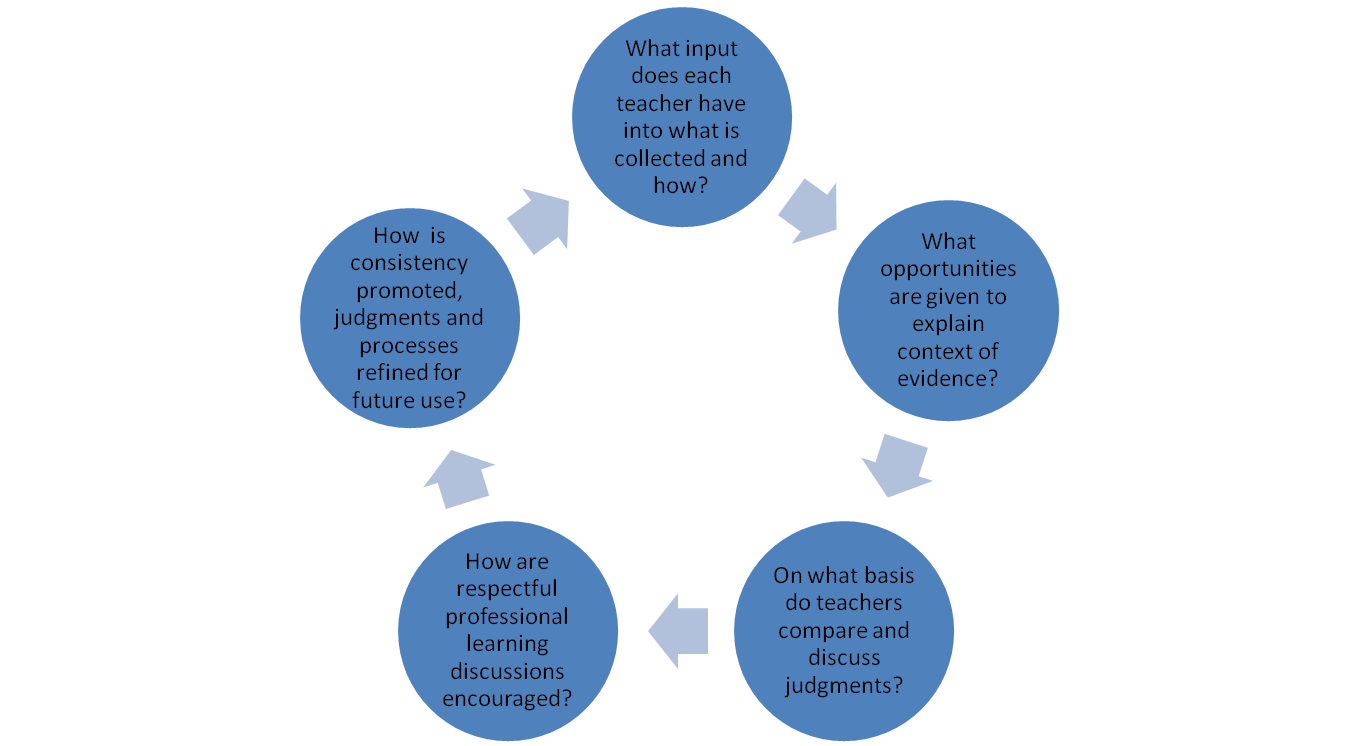 What input
does each
teacher have
into what is
collected and
how?
What
opportunities
are given to
explain
context of
evidence?
On what basis
do teachers
compare and
discuss
judgments?
How are
respectful
professional
learning
discussions
encouraged?
How  is
consistency
promoted,
judgments and
processes
refined for
future use?